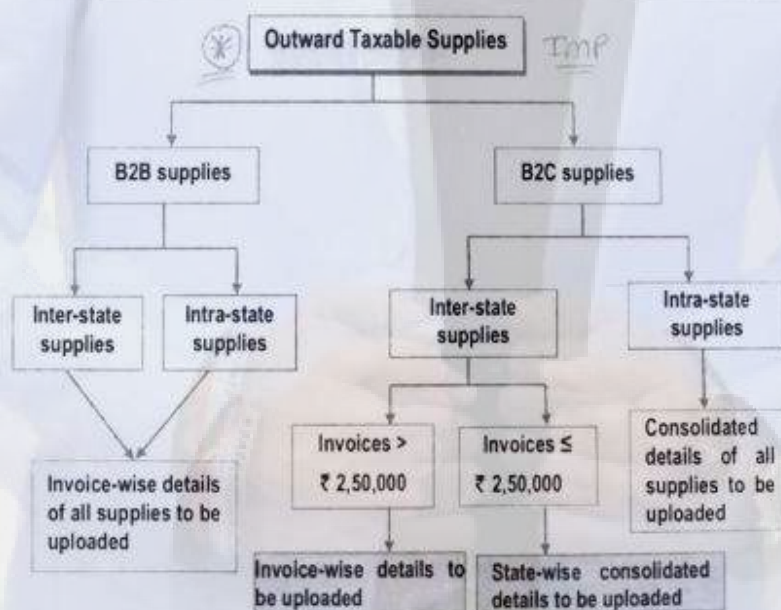 Outward Taxable Supplies
IMP
B2B supplies
B2C supplies
Inter-state
supplies
Intra-state
supplies
Inter-state
supplies
Intra-state
supplies
Invoices >
₹ 2,50,000
Invoices ≤
₹ 2,50,000
Consolidated
details of all
supplies to be
uploaded
Invoice-wise details
of all supplies to be
uploaded
Invoice-wise details to
be uploaded
State-wise consolidated
details to be uploaded